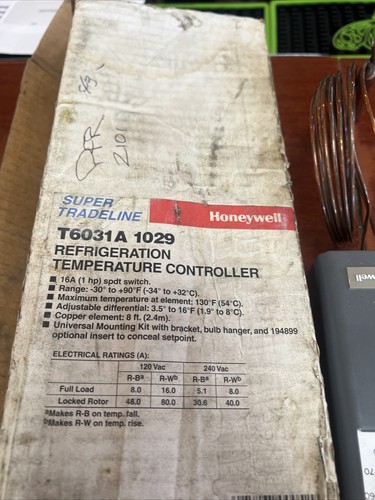 SUPER
TRADELINE
Honeywell
T6031A 1029
REFRIGERATION
TEMPERATURE CONTROLLER
■ 16A (1 hp) spdt switch.
■ Range: -30° to +90°F (-34° to +32°C).
■ Maximum temperature at element: 130°F (54°C).
■ Adjustable differential: 3.5° to 16°F (1.9° to 8°C).
■ Copper element: 8 ft. (2.4m).
■ Universal Mounting Kit with bracket, bulb hanger, and 194899
optional insert to conceal setpoint.
ELECTRICAL RATINGS (A):
120 Vac 240 Vac
R-Bᵃ R-Wᵇ R-Bᵃ R-Wᵇ
Full Load 8.0 16.0 5.1 8.0
Locked Rotor 48.0 80.0 30.6 40.0
ᵃMakes R-B on temp. fall.
ᵇMakes R-W on temp. rise.